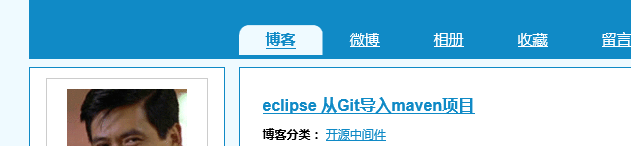 博客 微博 相册 收藏 留言
eclipse 从Git导入maven项目
博客分类： 开源中间件